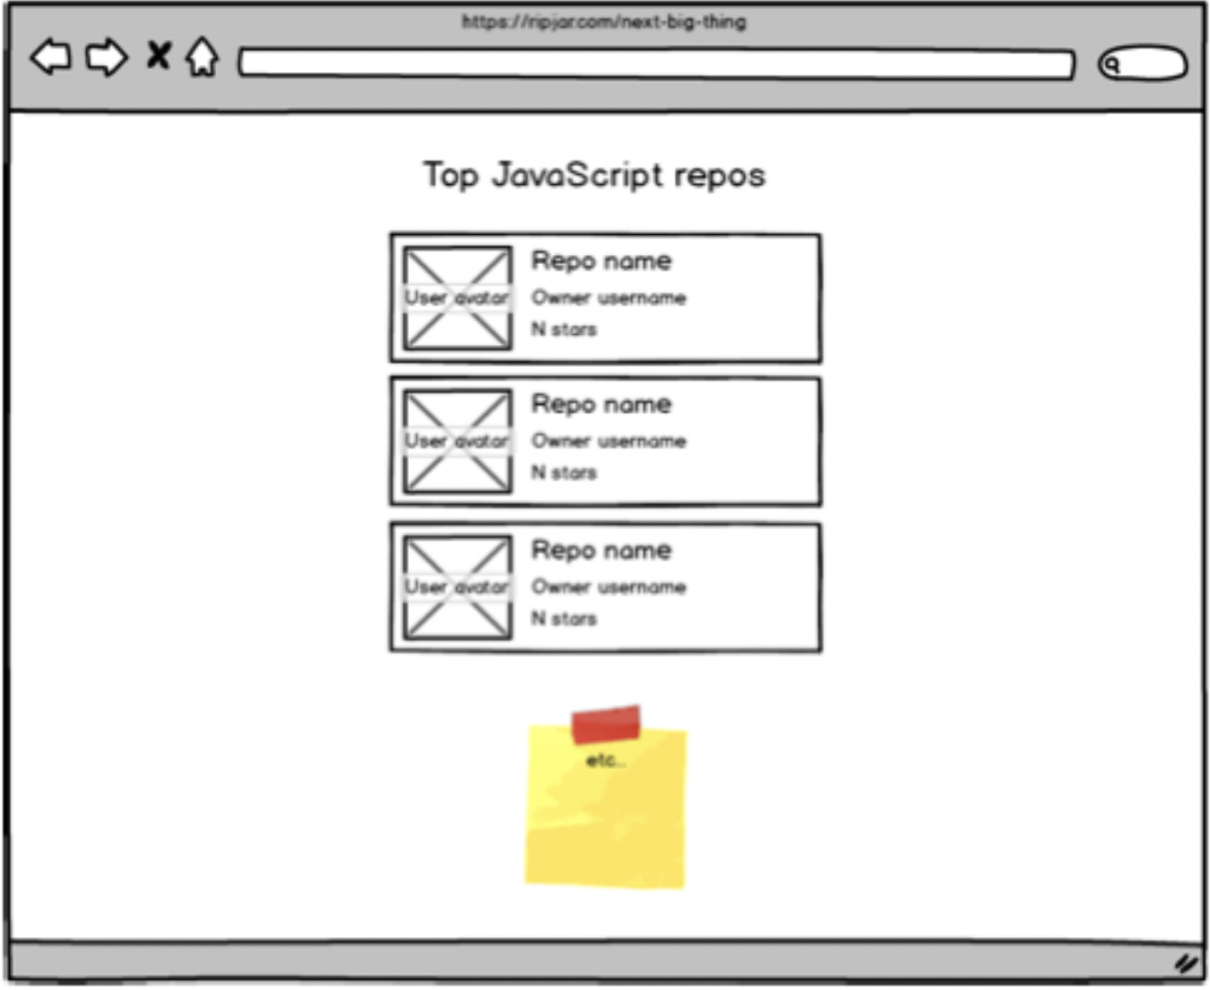 https://ripjar.com/next-big-thing
Top JavaScript repos
User avatar
Repo name
Owner username
N stars
User avatar
Repo name
Owner username
N stars
User avatar
Repo name
Owner username
N stars
etc..